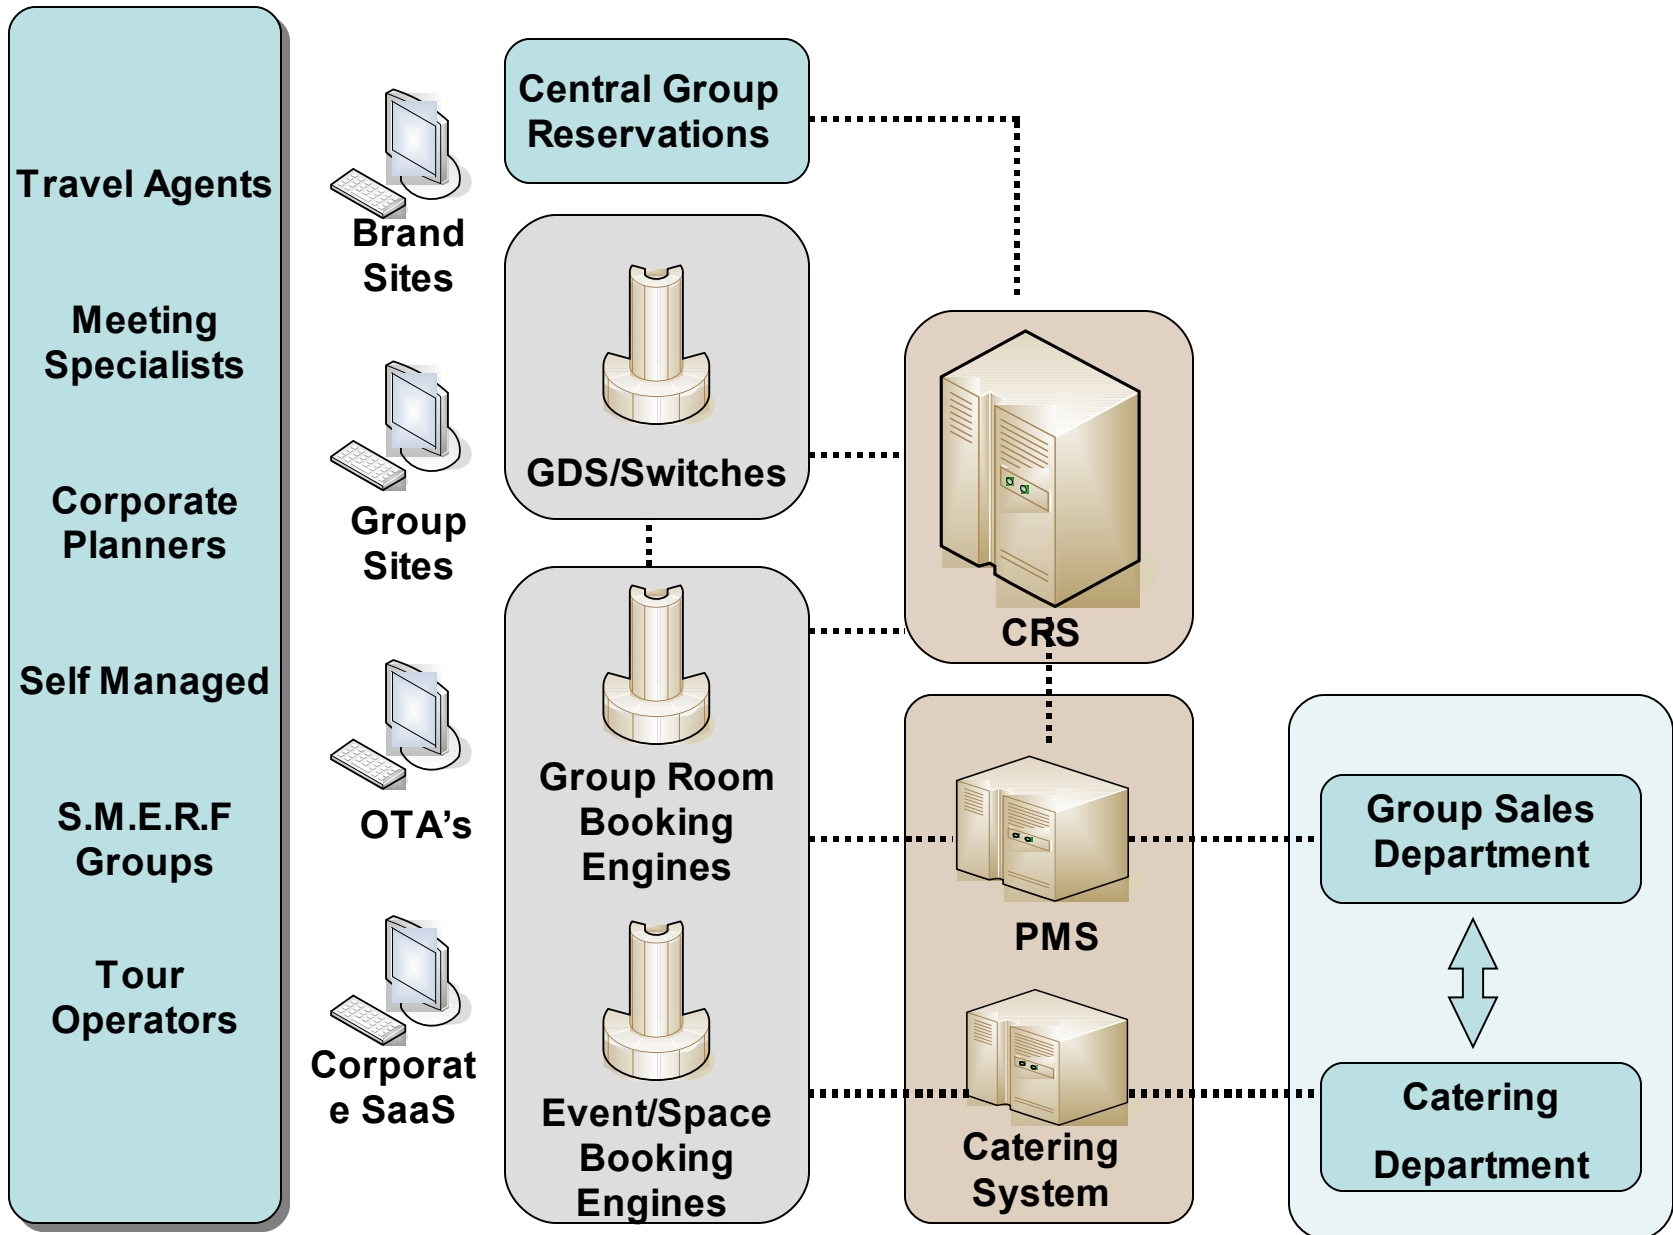 Travel Agents
Meeting
Specialists
Corporate
Planners
Self Managed
S.M.E.R.F
Groups
Tour
Operators
Brand
Sites
Group
Sites
OTA's
Corporat
e SaaS
Central Group
Reservations
GDS/Switches
Group Room
Booking
Engines
Event/Space
Booking
Engines
CRS
PMS
Catering
System
Group Sales
Department
Catering
Department